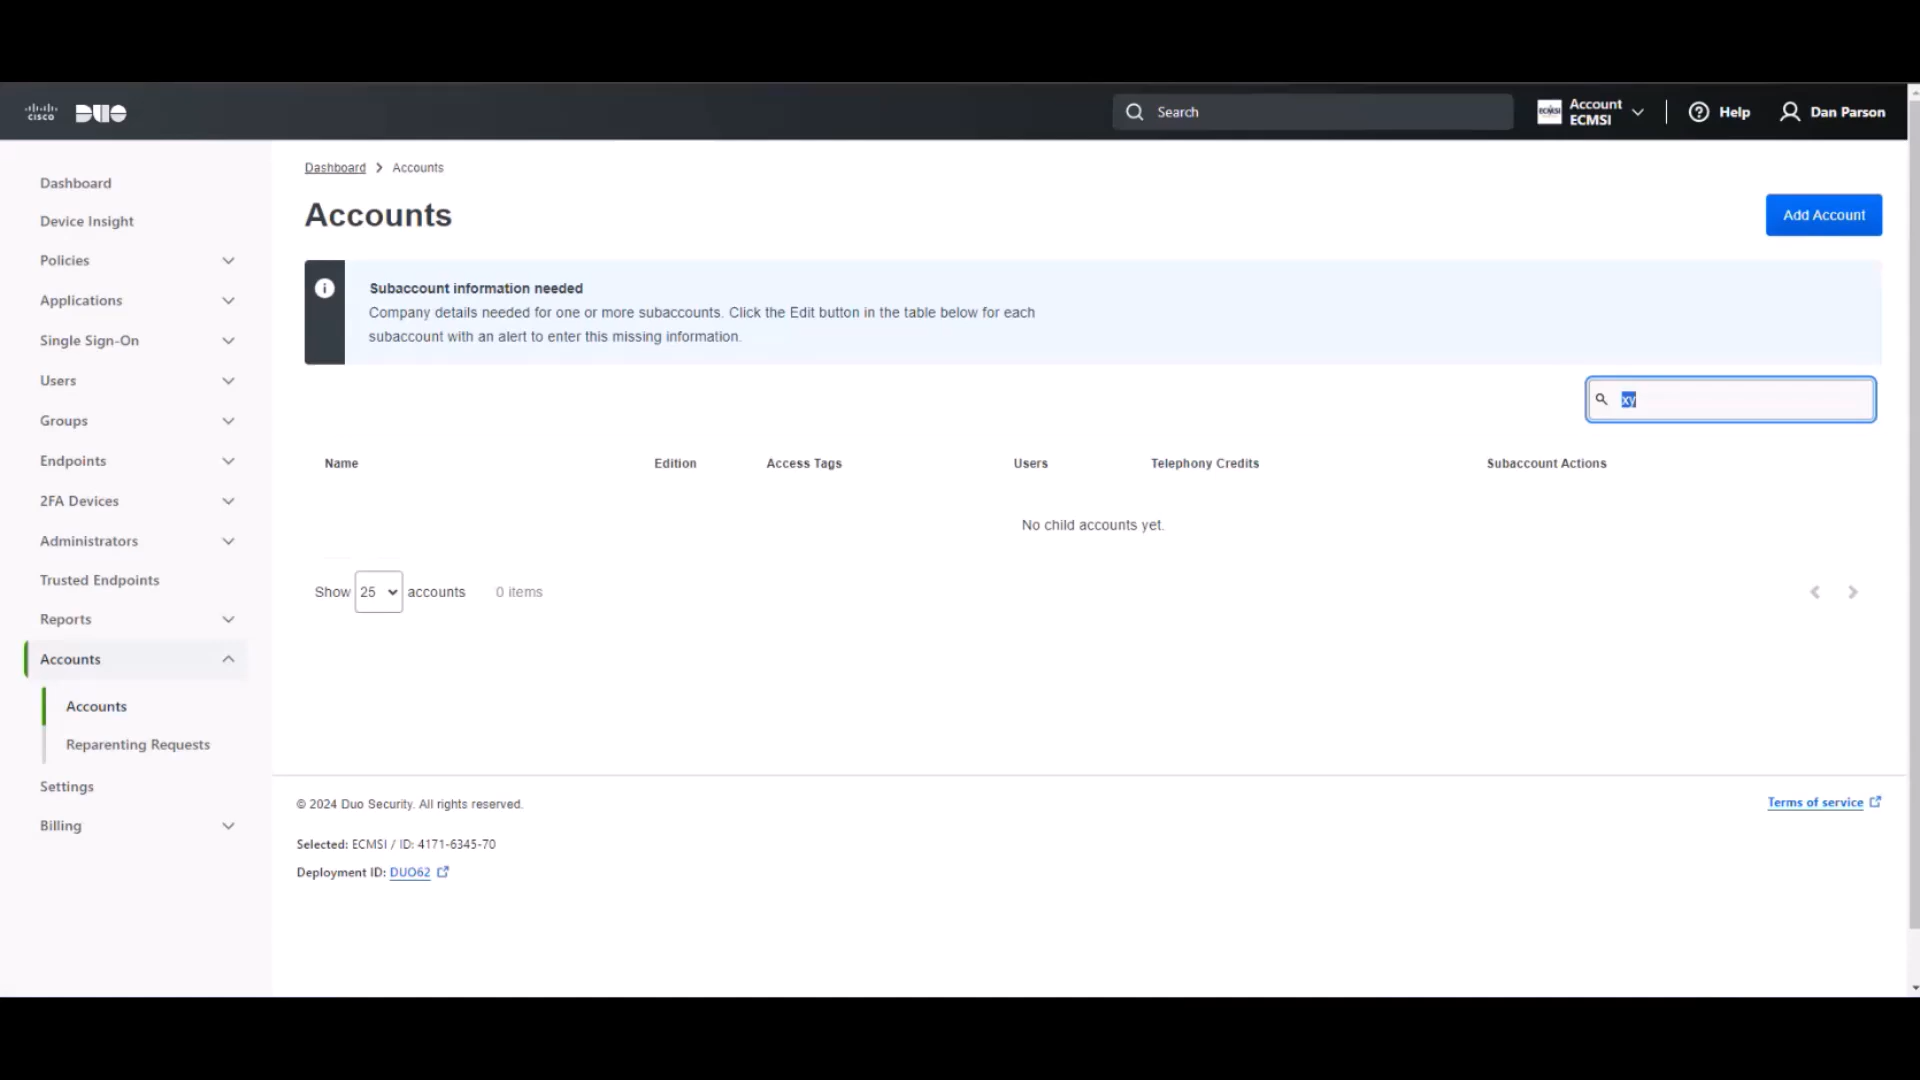 cisco DUO
Search
ECMSI
Account
ECMSI
Help
Dan Parson
Dashboard
Device Insight
Policies
Applications
Single Sign-On
Users
Groups
Endpoints
2FA Devices
Administrators
Trusted Endpoints
Reports
Accounts
Accounts
Reparenting Requests
Settings
Billing
Dashboard > Accounts
Accounts
Add Account
Subaccount information needed
Company details needed for one or more subaccounts. Click the Edit button in the table below for each
subaccount with an alert to enter this missing information.
xy
Name Edition Access Tags Users Telephony Credits Subaccount Actions
No child accounts yet.
Show 25 accounts 0 items
© 2024 Duo Security. All rights reserved.
Terms of service
Selected: ECMSI / ID: 4171-6345-70
Deployment ID: DUO62